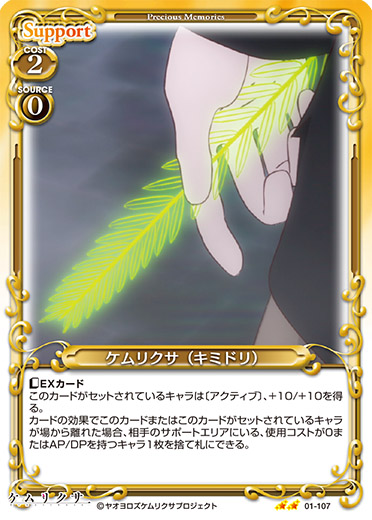 Precious Memories
Support
COST
2
SOURCE
0
ケムリクサ（キミドリ）
EXカード
このカードがセットされているキャラは〔アクティブ〕、+10/+10を得
る。
カードの効果でこのカードまたはこのカードがセットされているキャラ
が場から離れた場合、相手のサポートエリアにいる、使用コストが0ま
たはAP/DPを持つキャラ1枚を捨て札にできる。
ケムリクサ
©ヤオヨロズケムリクサプロジェクト
01-107